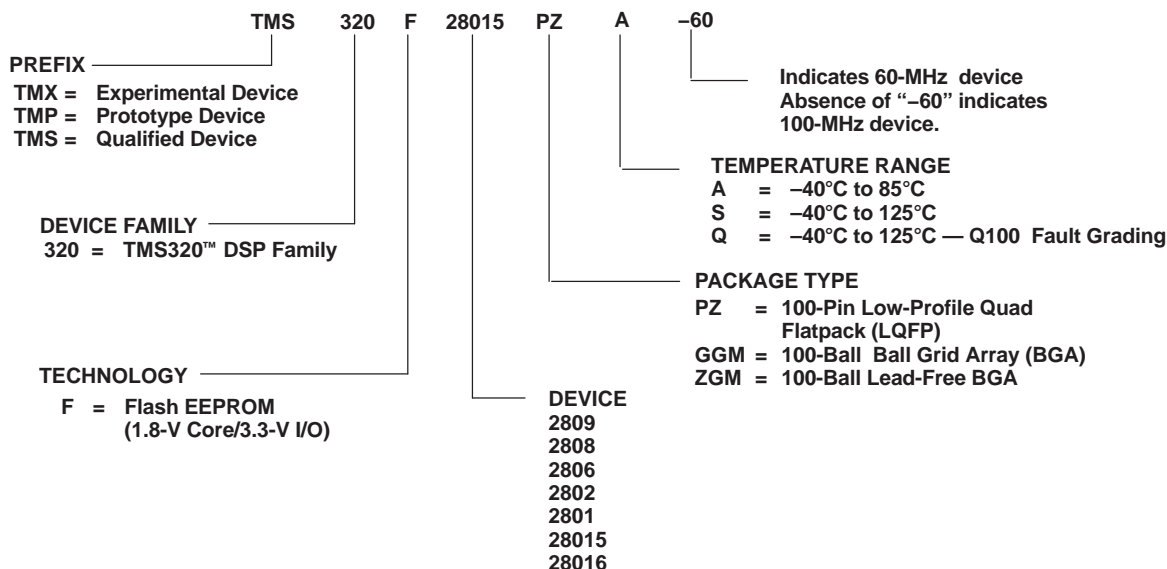 TMS 320 F 28015 PZ A –60
PREFIX
TMX = Experimental Device
TMP = Prototype Device
TMS = Qualified Device
Indicates 60-MHz device
Absence of “–60” indicates
100-MHz device.
TEMPERATURE RANGE
A = –40°C to 85°C
S = –40°C to 125°C
Q = –40°C to 125°C — Q100 Fault Grading
DEVICE FAMILY
320 = TMS320™ DSP Family
PACKAGE TYPE
PZ = 100-Pin Low-Profile Quad
Flatpack (LQFP)
GGM = 100-Ball Ball Grid Array (BGA)
ZGM = 100-Ball Lead-Free BGA
TECHNOLOGY
F = Flash EEPROM
(1.8-V Core/3.3-V I/O)
DEVICE
2809
2808
2806
2802
2801
28015
28016